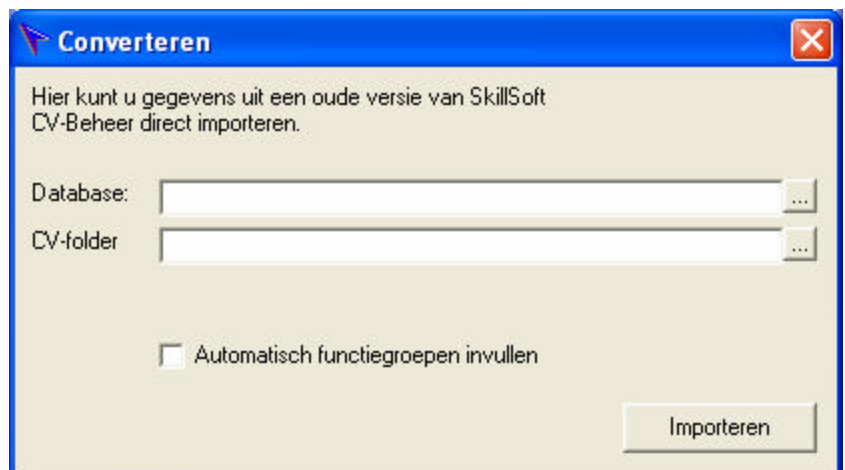 Converteren
Hier kunt u gegevens uit een oude versie van SkillSoft
CV-Beheer direct importeren.
Database:
...
CV-folder
...
Automatisch functiegroepen invullen
Importeren